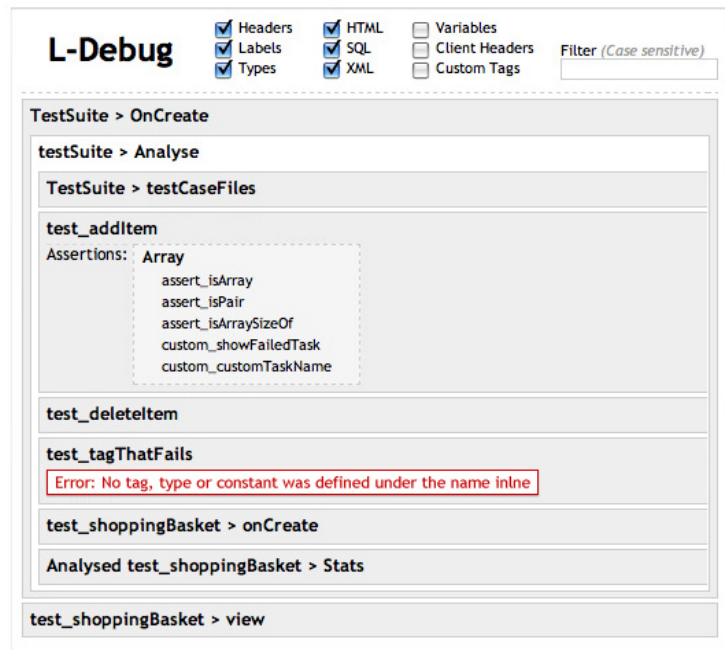 L-Debug
Headers
Labels
Types
HTML
SQL
XML
Variables
Client Headers
Custom Tags
Filter (Case sensitive)
TestSuite > OnCreate
testSuite > Analyse
TestSuite > testCaseFiles
test_addItem
Assertions: Array
assert_isArray
assert_isPair
assert_isArraySizeOf
custom_showFailedTask
custom_customTaskName
test_deleteItem
test_tagThatFails
Error: No tag, type or constant was defined under the name inlne
test_shoppingBasket > onCreate
Analysed test_shoppingBasket > Stats
test_shoppingBasket > view